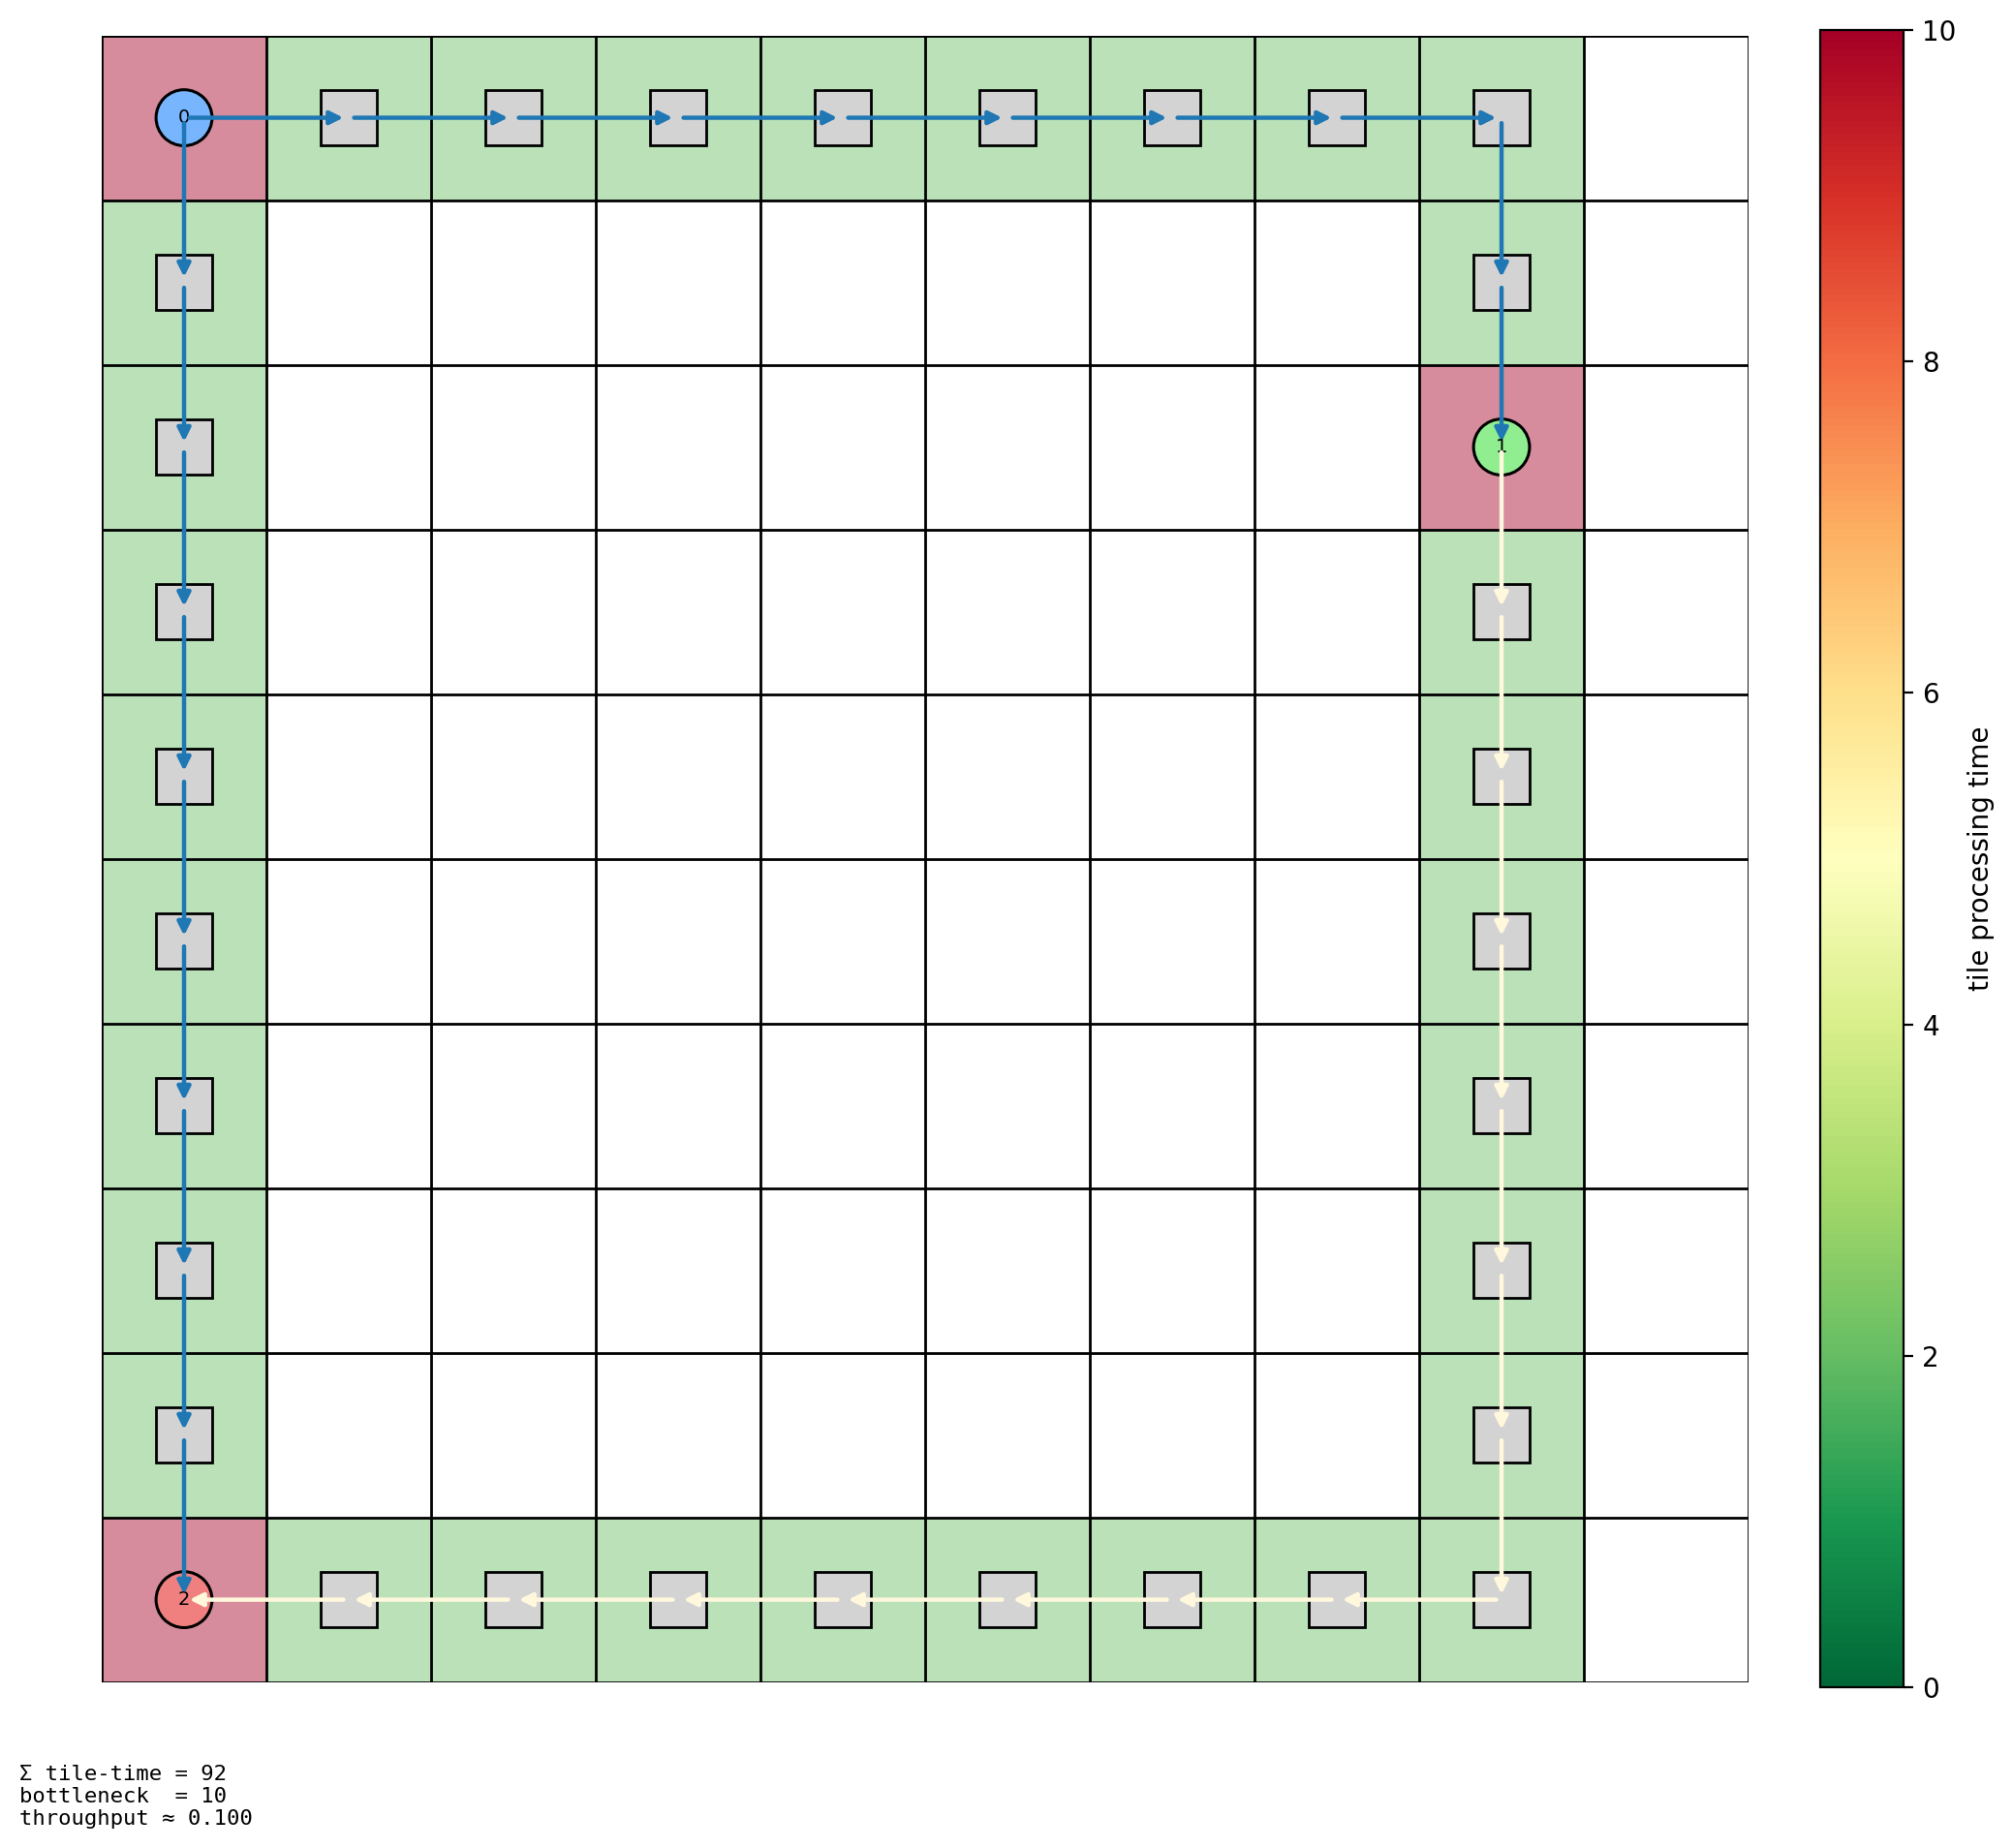 10
0
8
1
6
tile processing time
4
2
2
0
Σ tile-time = 92
bottleneck  = 10
throughput ≈ 0.100